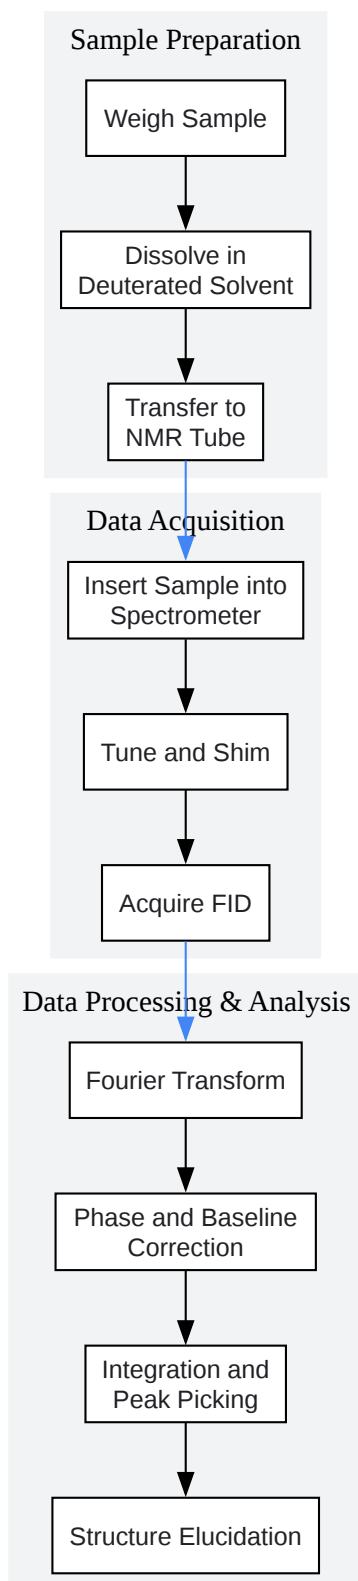 Sample Preparation
Weigh Sample
Dissolve in
Deuterated Solvent
Transfer to
NMR Tube
Data Acquisition
Insert Sample into
Spectrometer
Tune and Shim
Acquire FID
Data Processing & Analysis
Fourier Transform
Phase and Baseline
Correction
Integration and
Peak Picking
Structure Elucidation